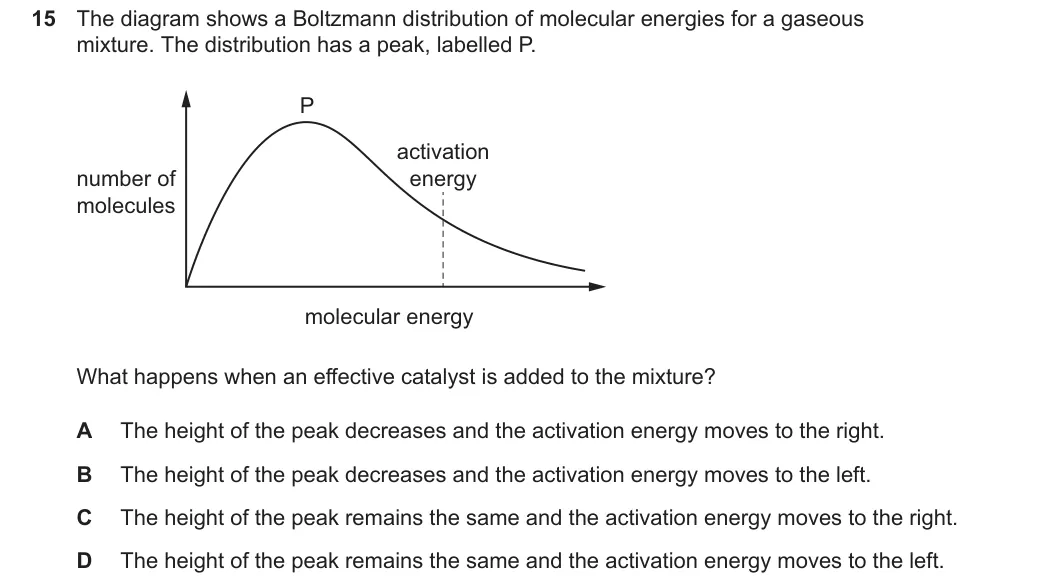 15 The diagram shows a Boltzmann distribution of molecular energies for a gaseous
mixture. The distribution has a peak, labelled P.
P
activation
energy
number of
molecules
molecular energy
What happens when an effective catalyst is added to the mixture?
A The height of the peak decreases and the activation energy moves to the right.
B The height of the peak decreases and the activation energy moves to the left.
C The height of the peak remains the same and the activation energy moves to the right.
D The height of the peak remains the same and the activation energy moves to the left.